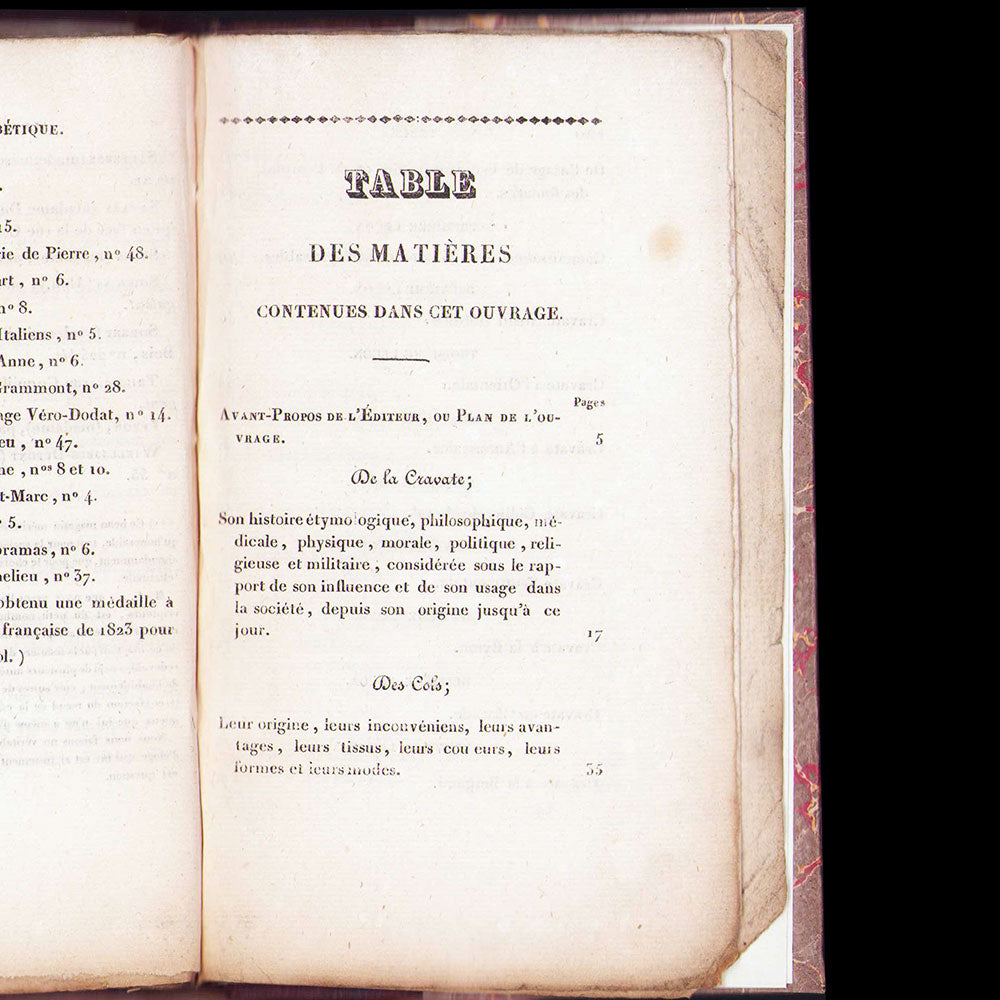 BÉTIQUE.
15.
rie de Pierre, nº 48.
art, nº 6.
nº 8.
Italiens, nº 5.
Anne, nº 6.
Grammont, nº 28.
age Véro-Dodat, nº 14.
ieu, nº 47.
ne, nos 8 et 10.
t-Marc, nº 4.
5.
oramas, nº 6.
helieu, nº 37.
obtenu une médaille à
française de 1823 pour
ol.)
TABLE
DES MATIÈRES
CONTENUES DANS CET OUVRAGE.
Pages
AVANT-PROPOS DE L'ÉDITEUR, OU PLAN DE L'OU-
VRAGE. 5
De la Cravate;
Son histoire étymologique, philosophique, mé-
dicale, physique, morale, politique, reli-
gieuse et militaire, considérée sous le rap-
port de son influence et de son usage dans
la société, depuis son origine jusqu'à ce
jour. 17
Des Cols;
Leur origine, leurs inconvéniens, leurs avan-
tages, leurs tissus, leurs couleurs, leurs
formes et leurs modes. 35